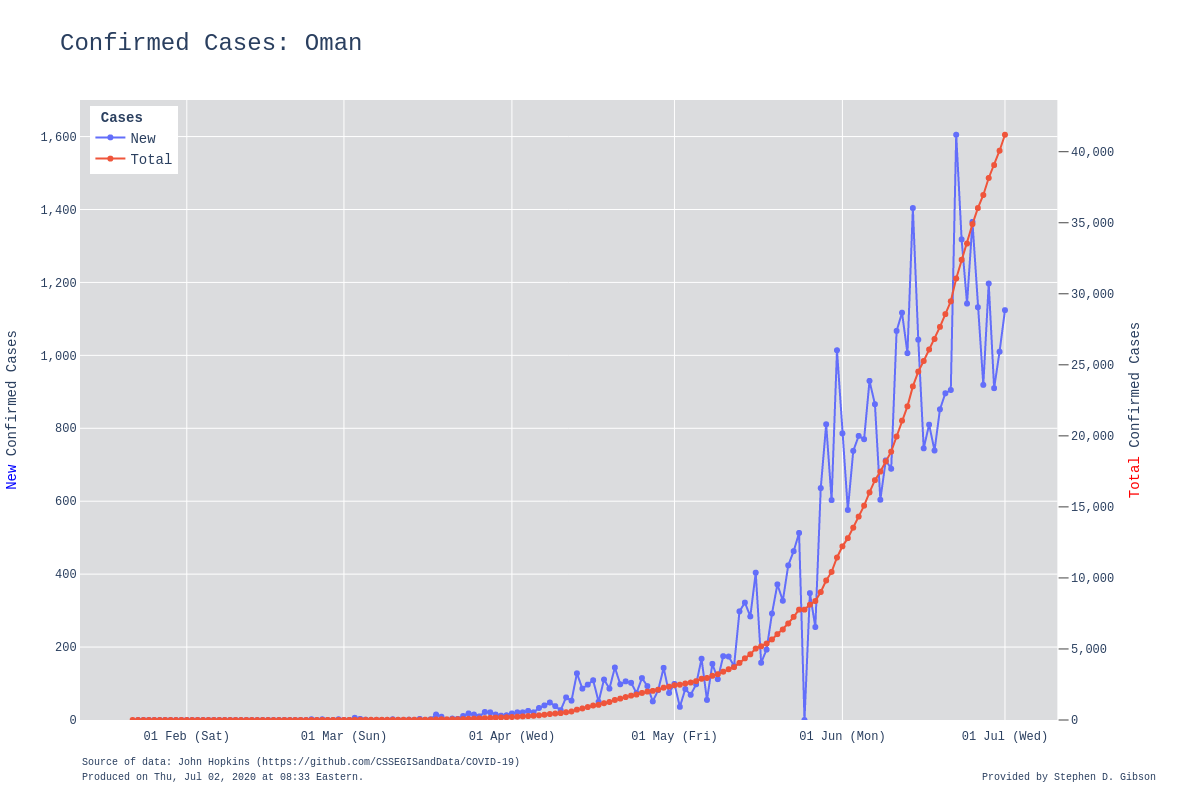 Confirmed Cases: Oman
Cases
New
Total
1,600
1,400
1,200
1,000
800
600
400
200
0
New Confirmed Cases
40,000
35,000
30,000
25,000
20,000
15,000
10,000
5,000
0
Total Confirmed Cases
01 Feb (Sat) 01 Mar (Sun) 01 Apr (Wed) 01 May (Fri) 01 Jun (Mon) 01 Jul (Wed)
Source of data: John Hopkins (https://github.com/CSSEGISandData/COVID-19)
Produced on Thu, Jul 02, 2020 at 08:33 Eastern.
Provided by Stephen D. Gibson